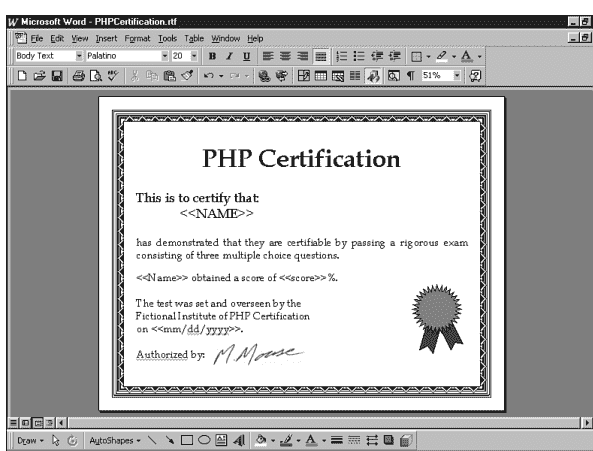 Microsoft Word - PHPCertification.rtf
File Edit View Insert Format Tools Table Window Help
Body Text Palatino 20 B I U A
51%
PHP Certification
This is to certify that:
<<NAME>>
has demonstrated that they are certifiable by passing a rigorous exam
consisting of three multiple choice questions.
<<Name>> obtained a score of <<score>>%.
The test was set and overseen by the
Fictional Institute of PHP Certification
on <<mm/dd/yyyy>>.
Authorized by: M.Mouse
Draw AutoShapes A